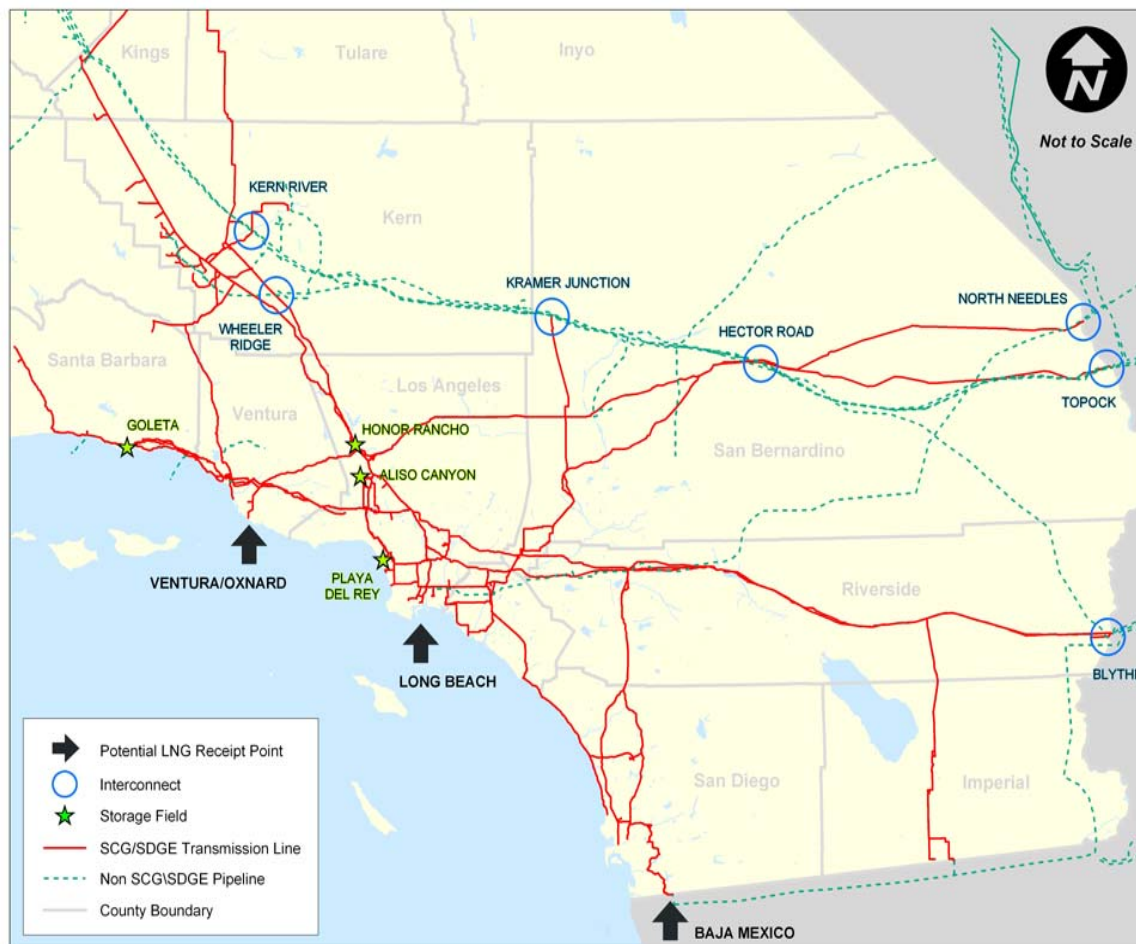 Kings
Tulare
Inyo
N
Not to Scale
KERN RIVER
Kern
KRAMER JUNCTION
NORTH NEEDLES
HECTOR ROAD
WHEELER
RIDGE
Santa Barbara
Los Angeles
TOPOCK
Ventura
GOLETA
HONOR RANCHO
San Bernardino
ALISO CANYON
VENTURA/OXNARD
PLAYA
DEL REY
Riverside
LONG BEACH
BLYTHE
Potential LNG Receipt Point
Interconnect
San Diego
Imperial
Storage Field
SCG/SDGE Transmission Line
Non SCG\SDGE Pipeline
County Boundary
BAJA MEXICO